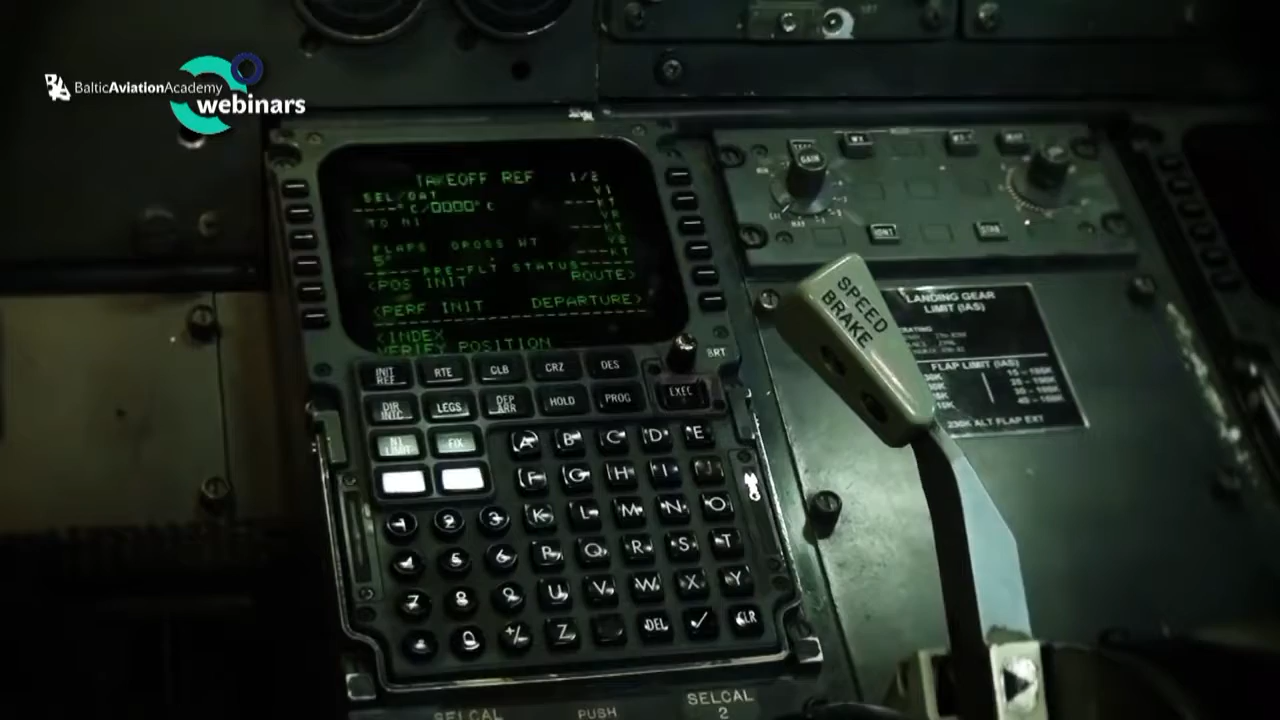 BalticAviationAcademy
webinars
TAKEOFF REF 1/2
SEL/OAT
V1
----°C/0000°C
---KT
TO N1
VR
---KT
FLAPS GROSS WT
V2
5°
---KT
-----PRE-FLT STATUS
<POS INIT
ROUTE>
<PERF INIT
DEPARTURE>
<INDEX
VERIFY POSITION
BRT
INIT REF
RTE
CLB
CRZ
DES
DIR INTC
LEGS
DEP ARR
HOLD
PROG
EXEC
N1 LIMIT
FIX
A B C D E
F G H I J
1 2 3 K L M N O
4 5 6 P Q R S T
7 8 9 U V W X Y
. 0 +/- Z DEL / CLR
GAIN
IDNT
STAB
SPEED
BRAKE
LANDING GEAR
LIMIT (IAS)
FLAP LIMIT (IAS)
230K ALT FLAP EXT
SELCAL
PUSH
SELCAL
2